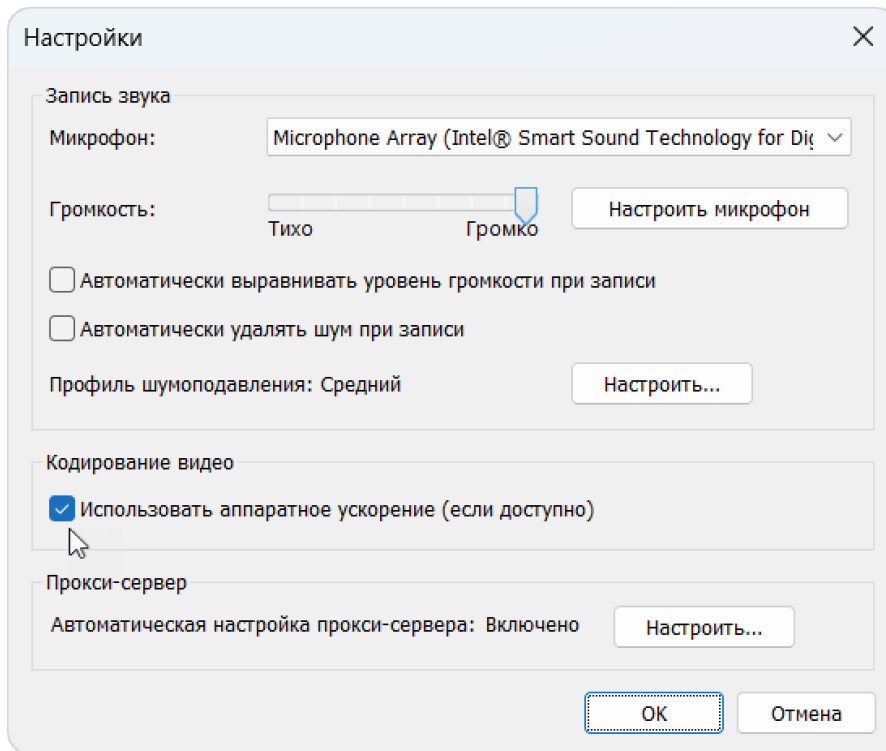 Настройки
Запись звука
Микрофон:
Microphone Array (Intel® Smart Sound Technology for Dig
Громкость:
Тихо
Громко
Настроить микрофон
Автоматически выравнивать уровень громкости при записи
Автоматически удалять шум при записи
Профиль шумоподавления: Средний
Настроить...
Кодирование видео
Использовать аппаратное ускорение (если доступно)
Прокси-сервер
Автоматическая настройка прокси-сервера: Включено
Настроить...
ОК
Отмена